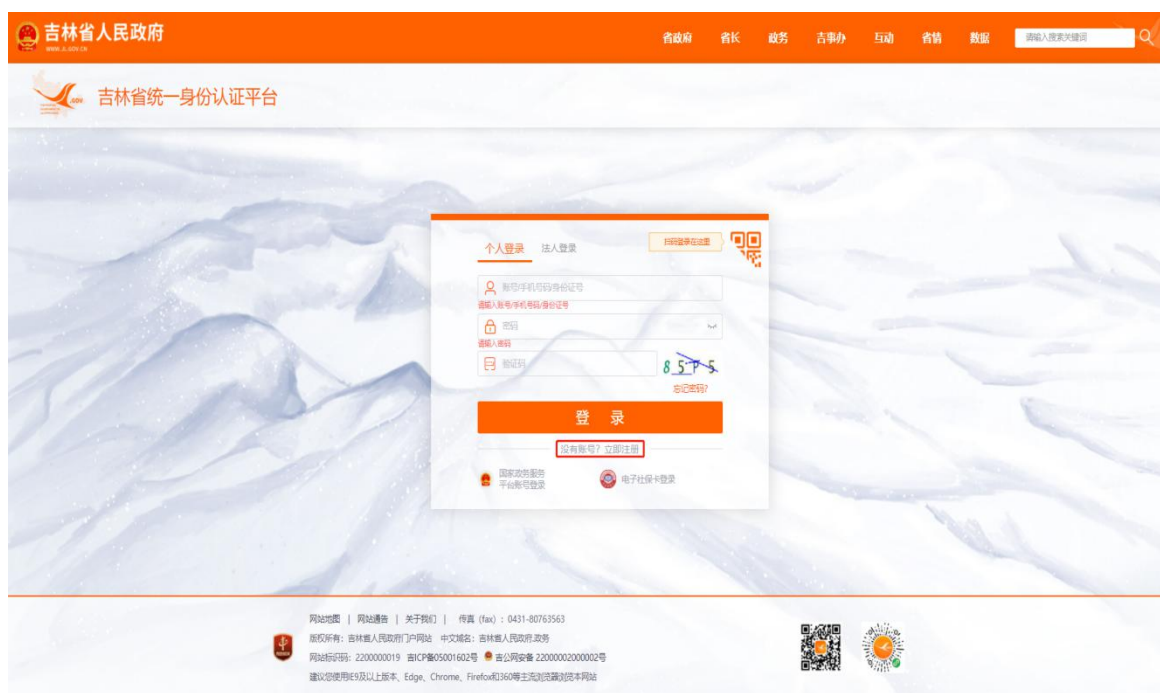 吉林省人民政府
WWW.JL.GOV.CN
省政府 省长 政务 吉事办 互动 省情 数据 请输入搜索关键词
.GOV
吉林省统一身份认证平台
个人登录 法人登录 扫码登录在这里
账号/手机号码/身份证号
请输入账号/手机号码/身份证号
密码
请输入密码
验证码 8 5 P 5
忘记密码?
登 录
没有账号? 立即注册
国家政务服务
平台账号登录
电子社保卡登录
网站地图 | 网站通告 | 关于我们 | 传真 (fax) : 0431-80763563
版权所有: 吉林省人民政府门户网站 中文域名: 吉林省人民政府.政务
网站标识码: 2200000019 吉ICP备05001602号 吉公网安备 22000002000002号
建议您使用IE9及以上版本、Edge、Chrome、Firefox和360等主流浏览器浏览本网站